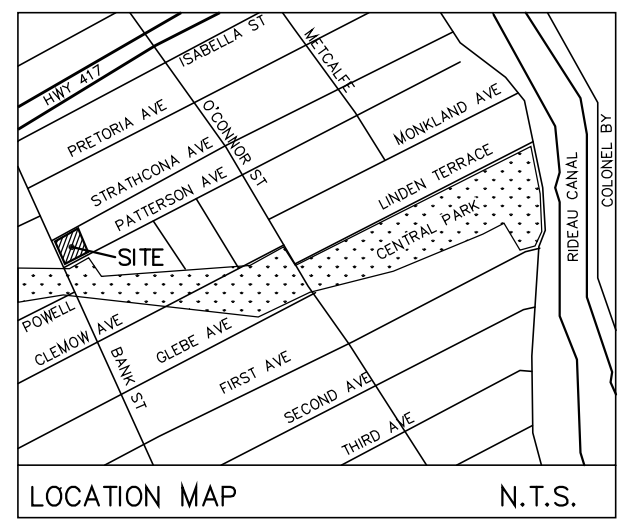 ISABELLA ST
METCALFE
HWY 417
PRETORIA AVE
O'CONNOR ST
MONKLAND AVE
COLONEL BY
STRATHCONA AVE
PATTERSON AVE
LINDEN TERRACE
RIDEAU CANAL
CENTRAL PARK
SITE
POWELL
CLEMOW AVE
GLEBE AVE
BANK ST
FIRST AVE
SECOND AVE
THIRD AVE
LOCATION MAP N.T.S.